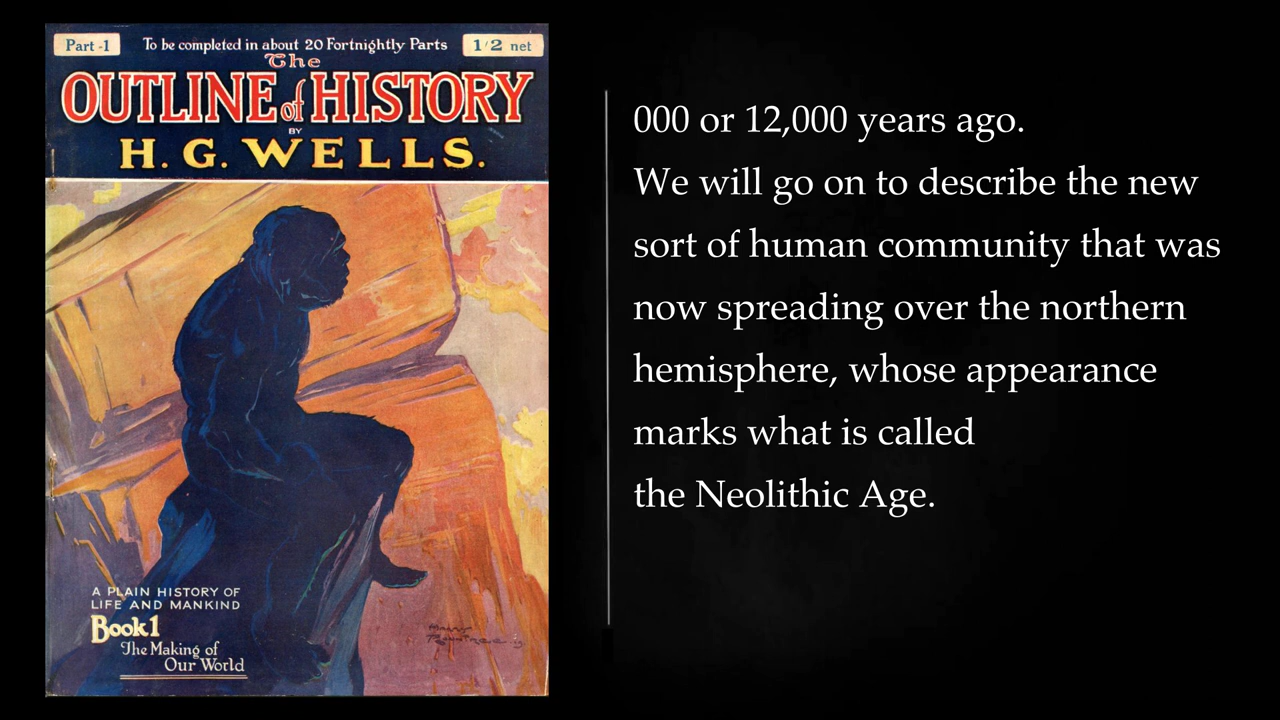 Part -1
To be completed in about 20 Fortnightly Parts
1/2 net
The
OUTLINE of HISTORY
BY
H. G. WELLS.
A PLAIN HISTORY OF
LIFE AND MANKIND
Book 1
The Making of
Our World
000 or 12,000 years ago.
We will go on to describe the new
sort of human community that was
now spreading over the northern
hemisphere, whose appearance
marks what is called
the Neolithic Age.